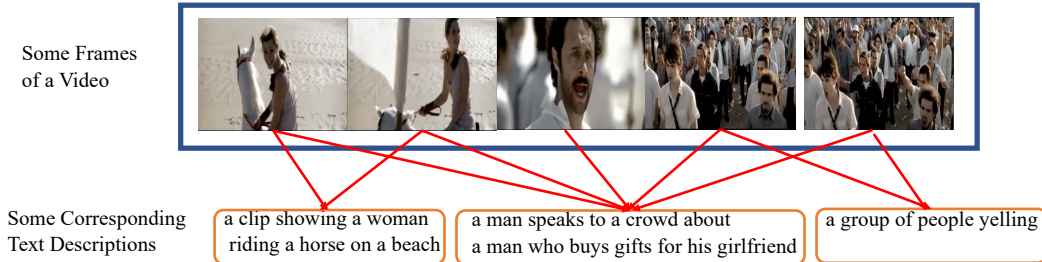 Some Frames
of a Video
Some Corresponding
Text Descriptions
a clip showing a woman
riding a horse on a beach
a man speaks to a crowd about
a man who buys gifts for his girlfriend
a group of people yelling